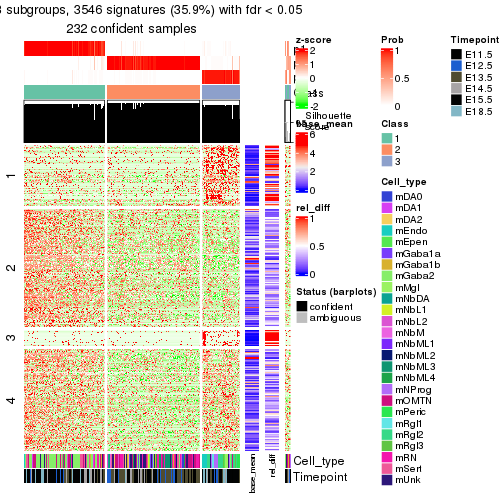 3 subgroups, 3546 signatures (35.9%) with fdr < 0.05
232 confident samples
z-score
2
1
0
-1
-2
Silhouette
score
base_mean
6
4
2
0
rel_diff
1
0.5
0
Status (barplots)
confident
ambiguous
Prob
1
0.5
0
Class
1
2
3
Cell_type
mDA0
mDA1
mDA2
mEndo
mEpen
mGaba1a
mGaba1b
mGaba2
mMgl
mNbDA
mNbL1
mNbL2
mNbM
mNbML1
mNbML2
mNbML3
mNbML4
mNProg
mOMTN
mPeric
mRgl1
mRgl2
mRgl3
mRN
mSert
mUnk
Timepoint
E11.5
E12.5
E13.5
E14.5
E15.5
E18.5
1
2
3
4
base_mean
rel_diff
Cell_type
Timepoint